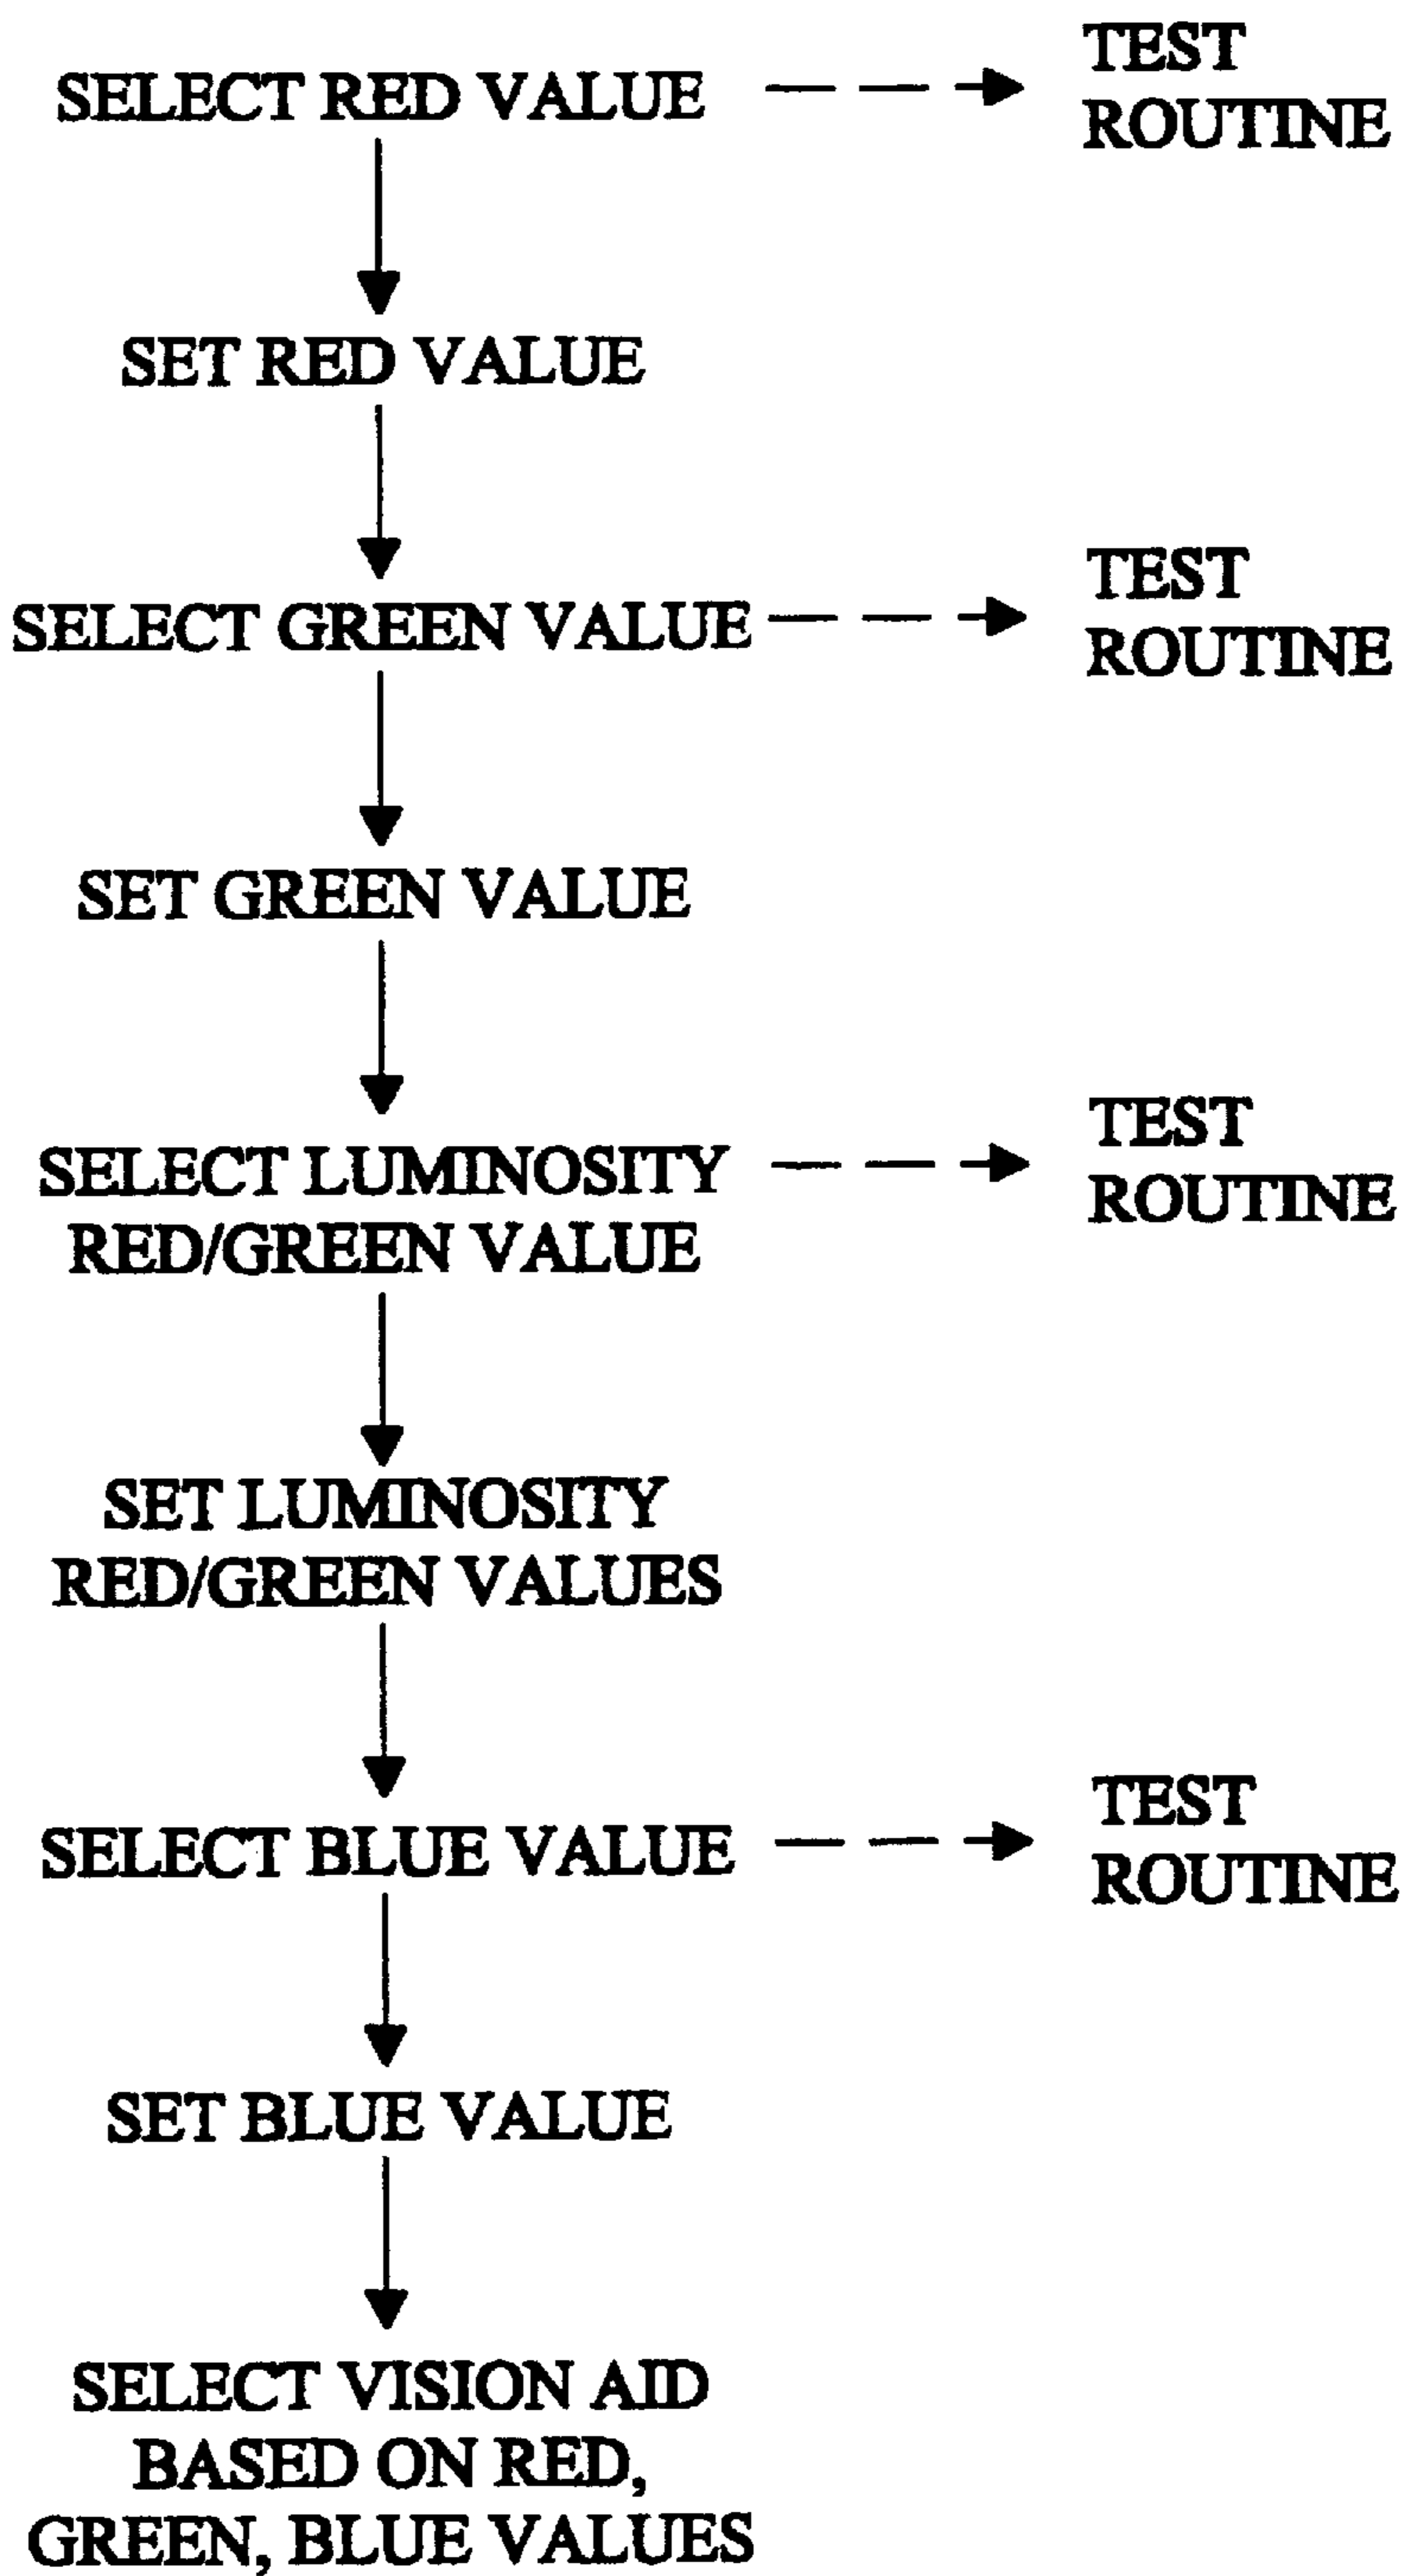 SELECT RED VALUE
TEST
ROUTINE
SET RED VALUE
SELECT GREEN VALUE
TEST
ROUTINE
SET GREEN VALUE
SELECT LUMINOSITY
RED/GREEN VALUE
TEST
ROUTINE
SET LUMINOSITY
RED/GREEN VALUES
SELECT BLUE VALUE
TEST
ROUTINE
SET BLUE VALUE
SELECT VISION AID
BASED ON RED,
GREEN, BLUE VALUES